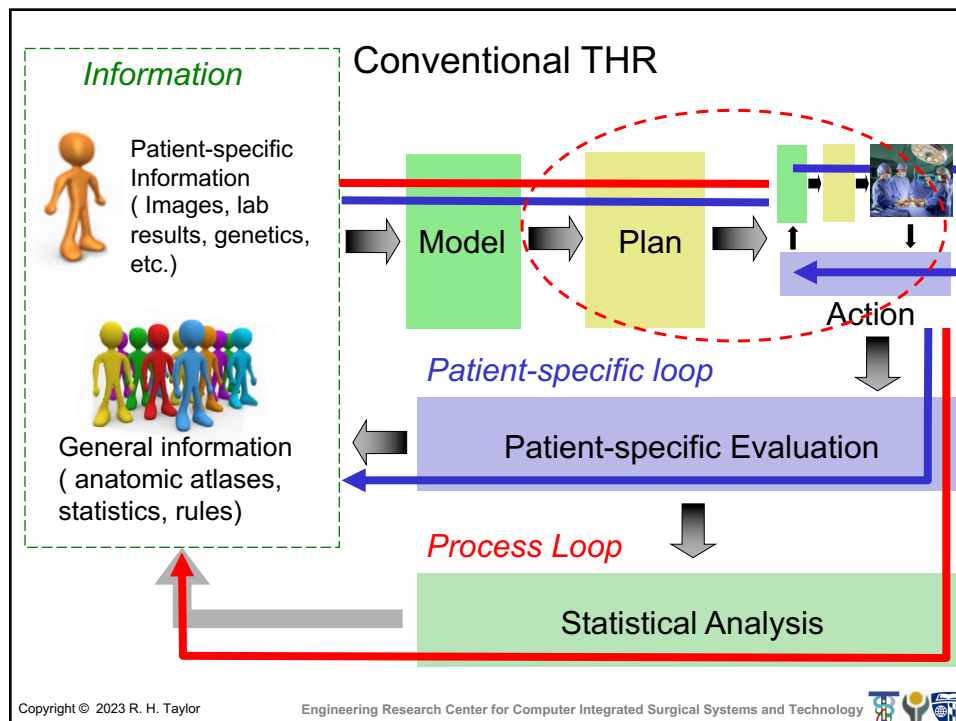 Conventional THR
Information
Patient-specific
Information
( Images, lab
results, genetics,
etc.)
Model
Plan
Action
General information
( anatomic atlases,
statistics, rules)
Patient-specific loop
Patient-specific Evaluation
Process Loop
Statistical Analysis
Copyright © 2023 R. H. Taylor
Engineering Research Center for Computer Integrated Surgical Systems and Technology